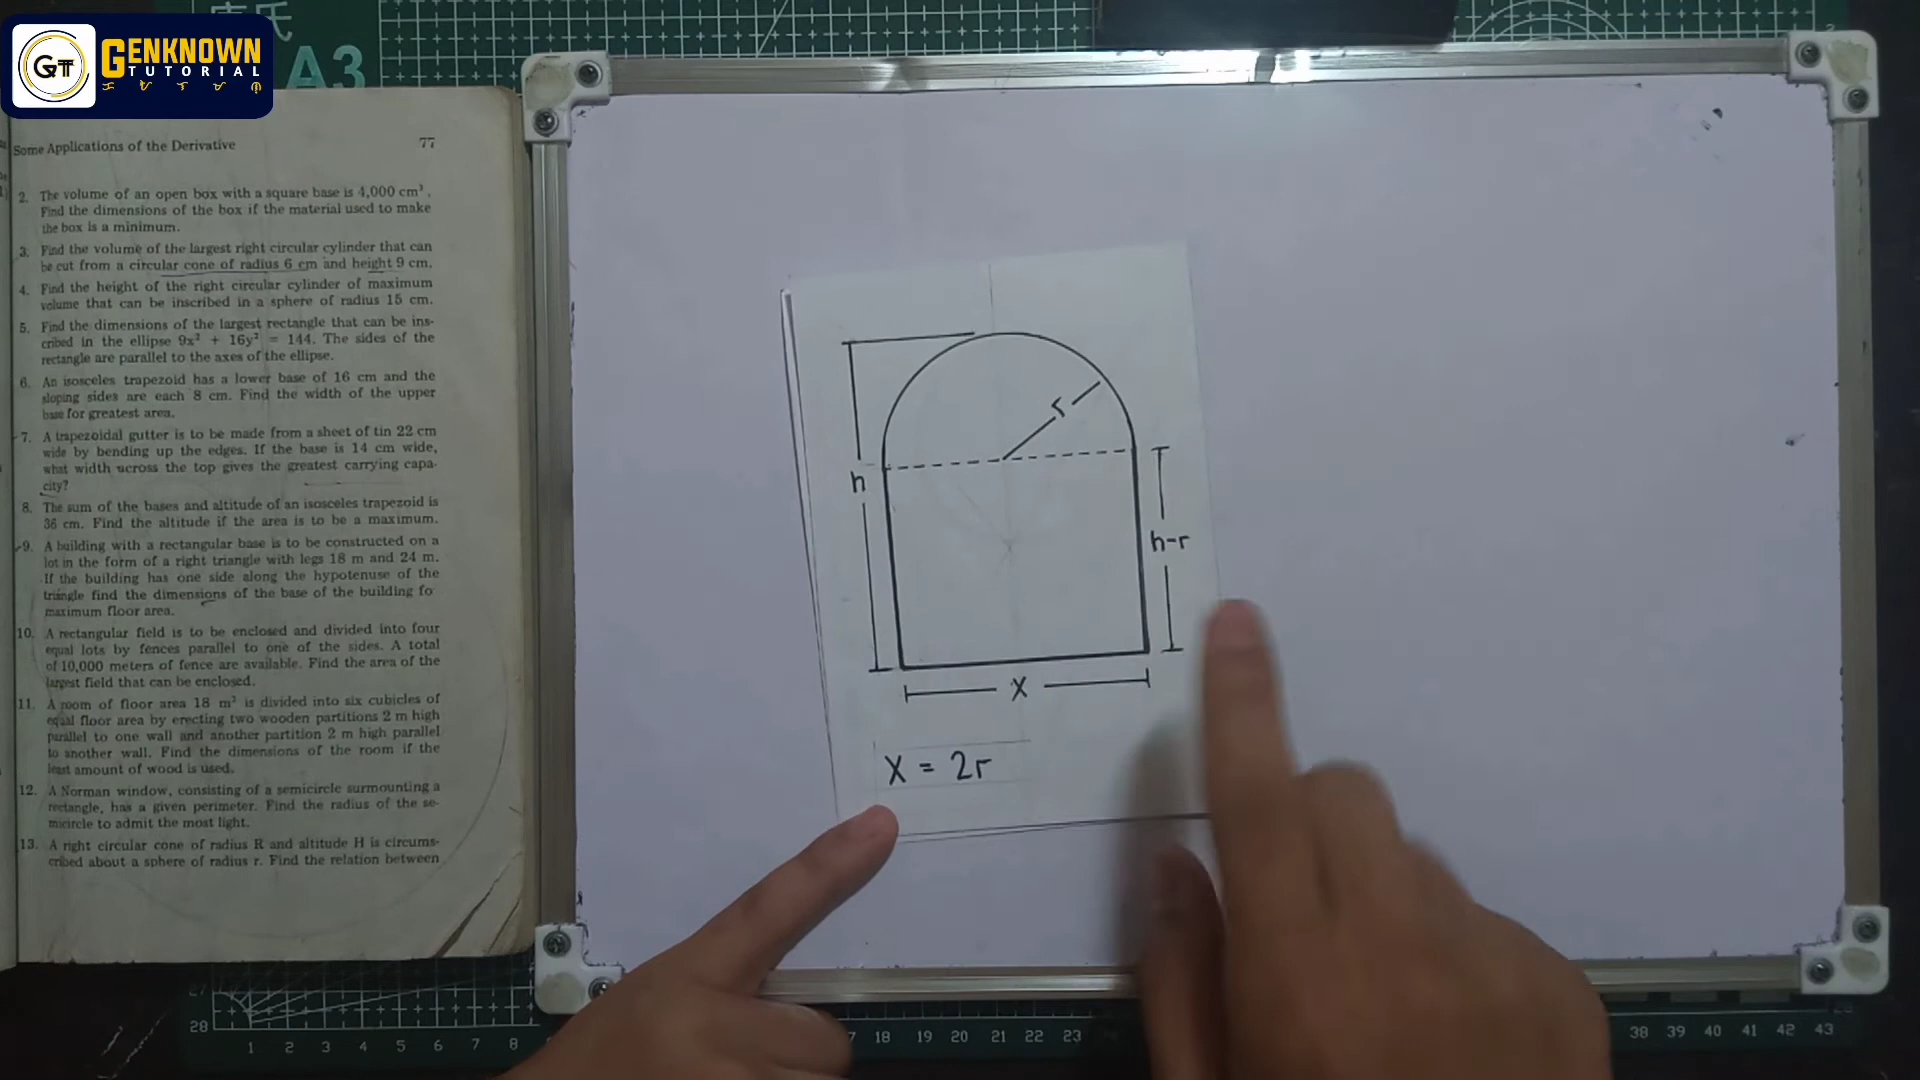 GT GENKNOWN
TUTORIAL
A3
Some Applications of the Derivative 77
2. The volume of an open box with a square base is 4,000 cm³.
Find the dimensions of the box if the material used to make
the box is a minimum.
3. Find the volume of the largest right circular cylinder that can
be cut from a circular cone of radius 6 cm and height 9 cm.
4. Find the height of the right circular cylinder of maximum
volume that can be inscribed in a sphere of radius 15 cm.
5. Find the dimensions of the largest rectangle that can be ins-
cribed in the ellipse 9x² + 16y² = 144. The sides of the
rectangle are parallel to the axes of the ellipse.
6. An isosceles trapezoid has a lower base of 16 cm and the
sloping sides are each 8 cm. Find the width of the upper
base for greatest area.
7. A trapezoidal gutter is to be made from a sheet of tin 22 cm
wide by bending up the edges. If the base is 14 cm wide,
what width across the top gives the greatest carrying capa-
city?
8. The sum of the bases and altitude of an isosceles trapezoid is
36 cm. Find the altitude if the area is to be a maximum.
9. A building with a rectangular base is to be constructed on a
lot in the form of a right triangle with legs 18 m and 24 m.
If the building has one side along the hypotenuse of the
triangle find the dimensions of the base of the building fo
maximum floor area.
10. A rectangular field is to be enclosed and divided into four
equal lots by fences parallel to one of the sides. A total
of 10,000 meters of fence are available. Find the area of the
largest field that can be enclosed.
11. A room of floor area 18 m² is divided into six cubicles of
equal floor area by erecting two wooden partitions 2 m high
parallel to one wall and another partition 2 m high parallel
to another wall. Find the dimensions of the room if the
least amount of wood is used.
12. A Norman window, consisting of a semicircle surmounting a
rectangle, has a given perimeter. Find the radius of the se-
micircle to admit the most light.
13. A right circular cone of radius R and altitude H is circums-
cribed about a sphere of radius r. Find the relation between
r
h
h-r
x
x = 2r
28
1 2 3 4 5 6 7 8 18 19 20 21 22 23 38 39 40 41 42 43